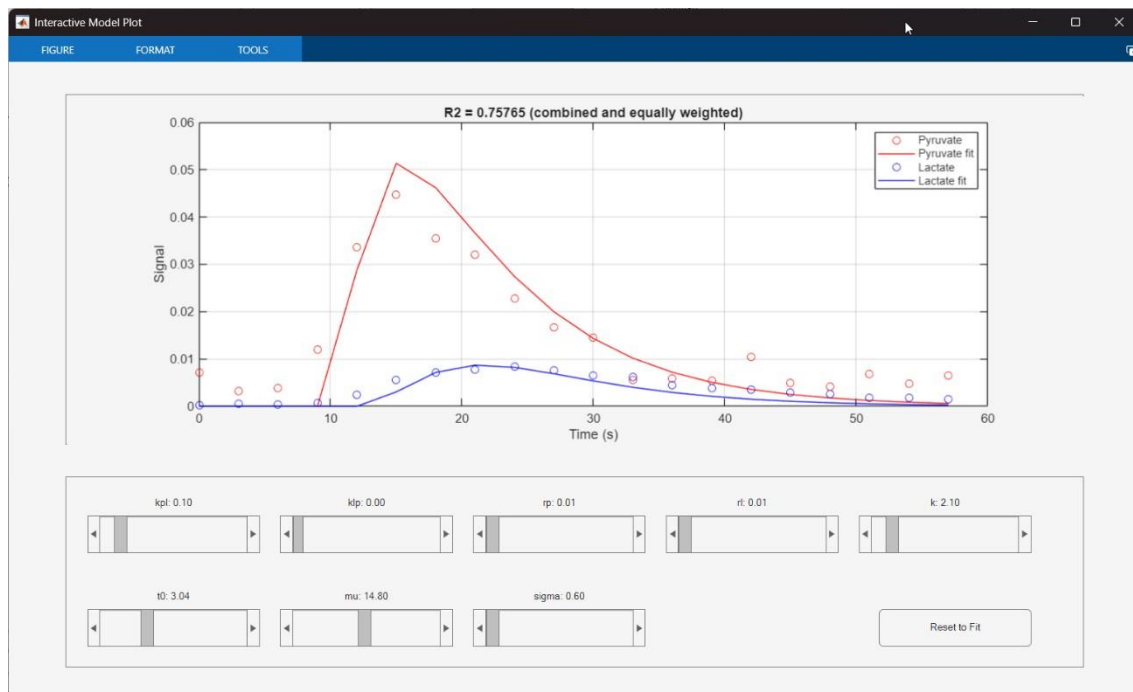 Interactive Model Plot
FIGURE FORMAT TOOLS
R2 = 0.75765 (combined and equally weighted)
0.06
0.05
0.04
0.03
0.02
0.01
0
Signal
Pyruvate
Pyruvate fit
Lactate
Lactate fit
0 10 20 30 40 50 60
Time (s)
kpl: 0.10 klp: 0.00 rp: 0.01 rl: 0.01 k: 2.10
t0: 3.04 mu: 14.80 sigma: 0.60
Reset to Fit